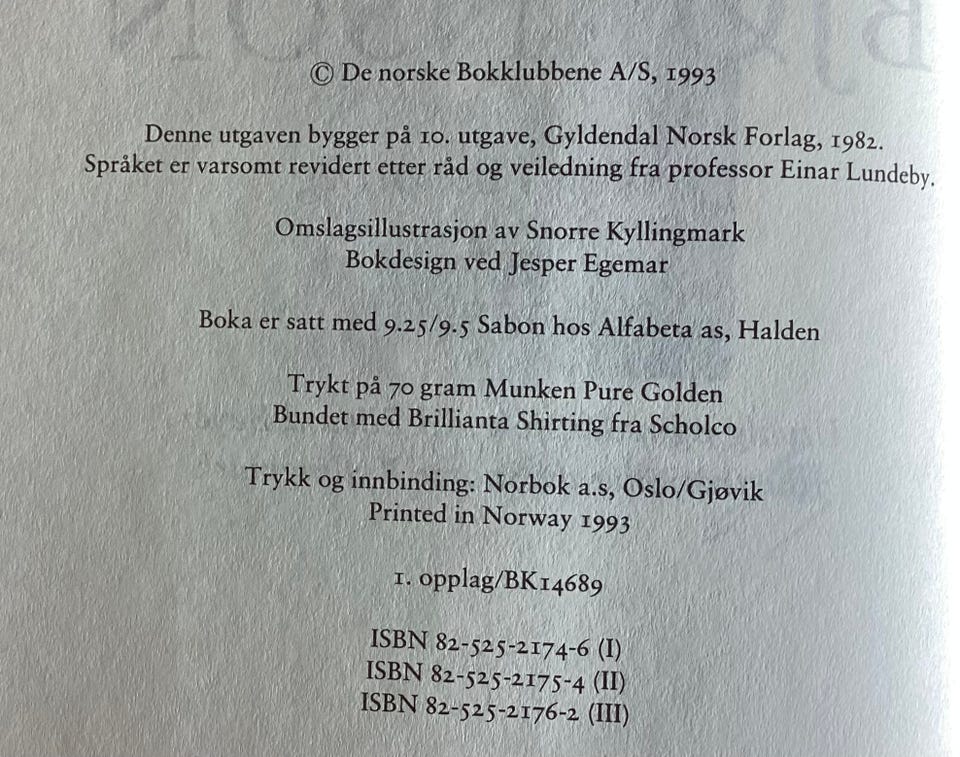 © De norske Bokklubbene A/S, 1993
Denne utgaven bygger på 10. utgave, Gyldendal Norsk Forlag, 1982.
Språket er varsomt revidert etter råd og veiledning fra professor Einar Lundeby.
Omslagsillustrasjon av Snorre Kyllingmark
Bokdesign ved Jesper Egemar
Boka er satt med 9.25/9.5 Sabon hos Alfabeta as, Halden
Trykt på 70 gram Munken Pure Golden
Bundet med Brillianta Shirting fra Scholco
Trykk og innbinding: Norbok a.s, Oslo/Gjøvik
Printed in Norway 1993
1. opplag/BK14689
ISBN 82-525-2174-6 (I)
ISBN 82-525-2175-4 (II)
ISBN 82-525-2176-2 (III)